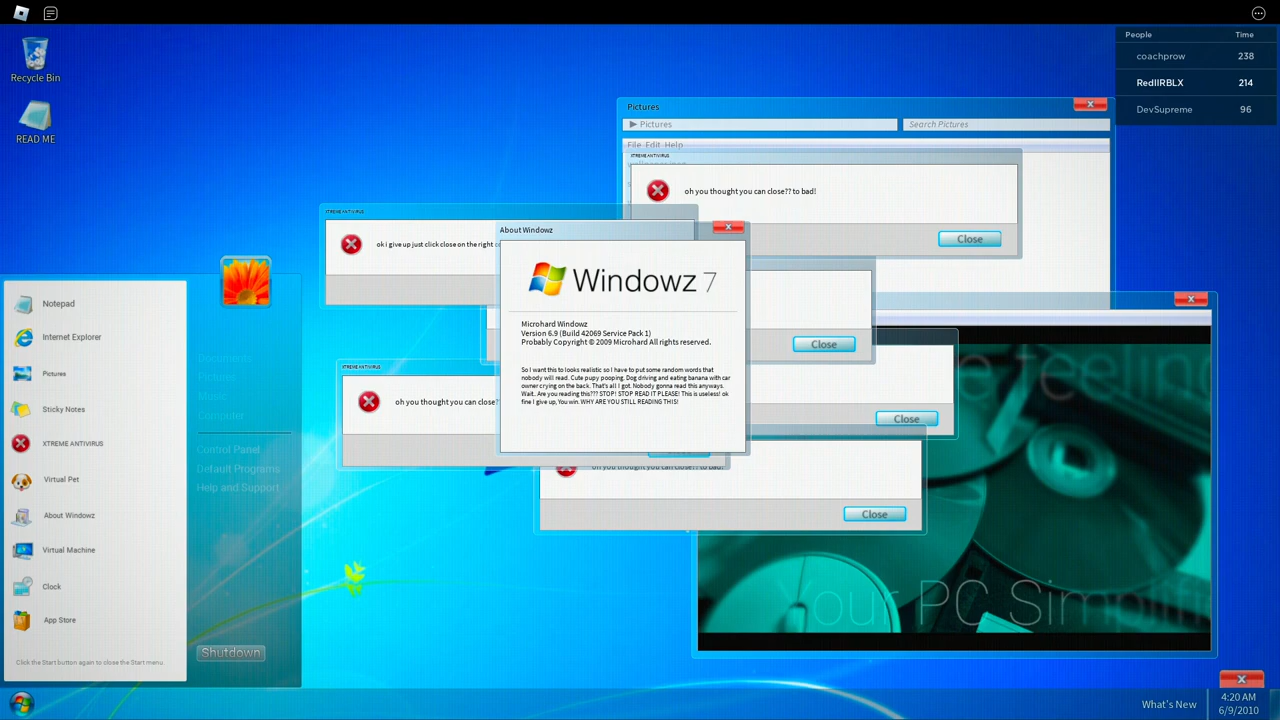 People Time
coachprow 238
RedIIRBLX 214
DevSupreme 96
Recycle Bin
READ ME
Pictures
▶ Pictures
Search Pictures
File Edit Help
XTREME ANTIVIRUS
oh you thought you can close?? to bad!
Close
XTREME ANTIVIRUS
ok i give up just click close on the right
About Windowz
Windowz 7
Microhard Windowz
Version 6.9 (Build 42069 Service Pack 1)
Probably Copyright © 2009 Microhard All rights reserved.
So I want this to looks realistic so I have to put some random words that
nobody will read. Cute pupy pooping. Dog driving and eating banana with car
owner crying on the back. That's all I got. Nobody gonna read this anyways.
Wait.. Are you reading this??? STOP! STOP READ IT PLEASE! This is useless! ok
fine I give up, You win. WHY ARE YOU STILL READING THIS!
Close
XTREME ANTIVIRUS
oh you thought you can close?
Close
oh you thought you can close?? to bad!
Close
our PC Simplifi
Notepad
Internet Explorer
Pictures
Sticky Notes
XTREME ANTIVIRUS
Virtual Pet
About Windowz
Virtual Machine
Clock
App Store
Click the Start button again to close the Start menu.
Documents
Pictures
Music
Computer
Control Panel
Default Programs
Help and Support
Shutdown
What's New
4:20 AM
6/9/2010